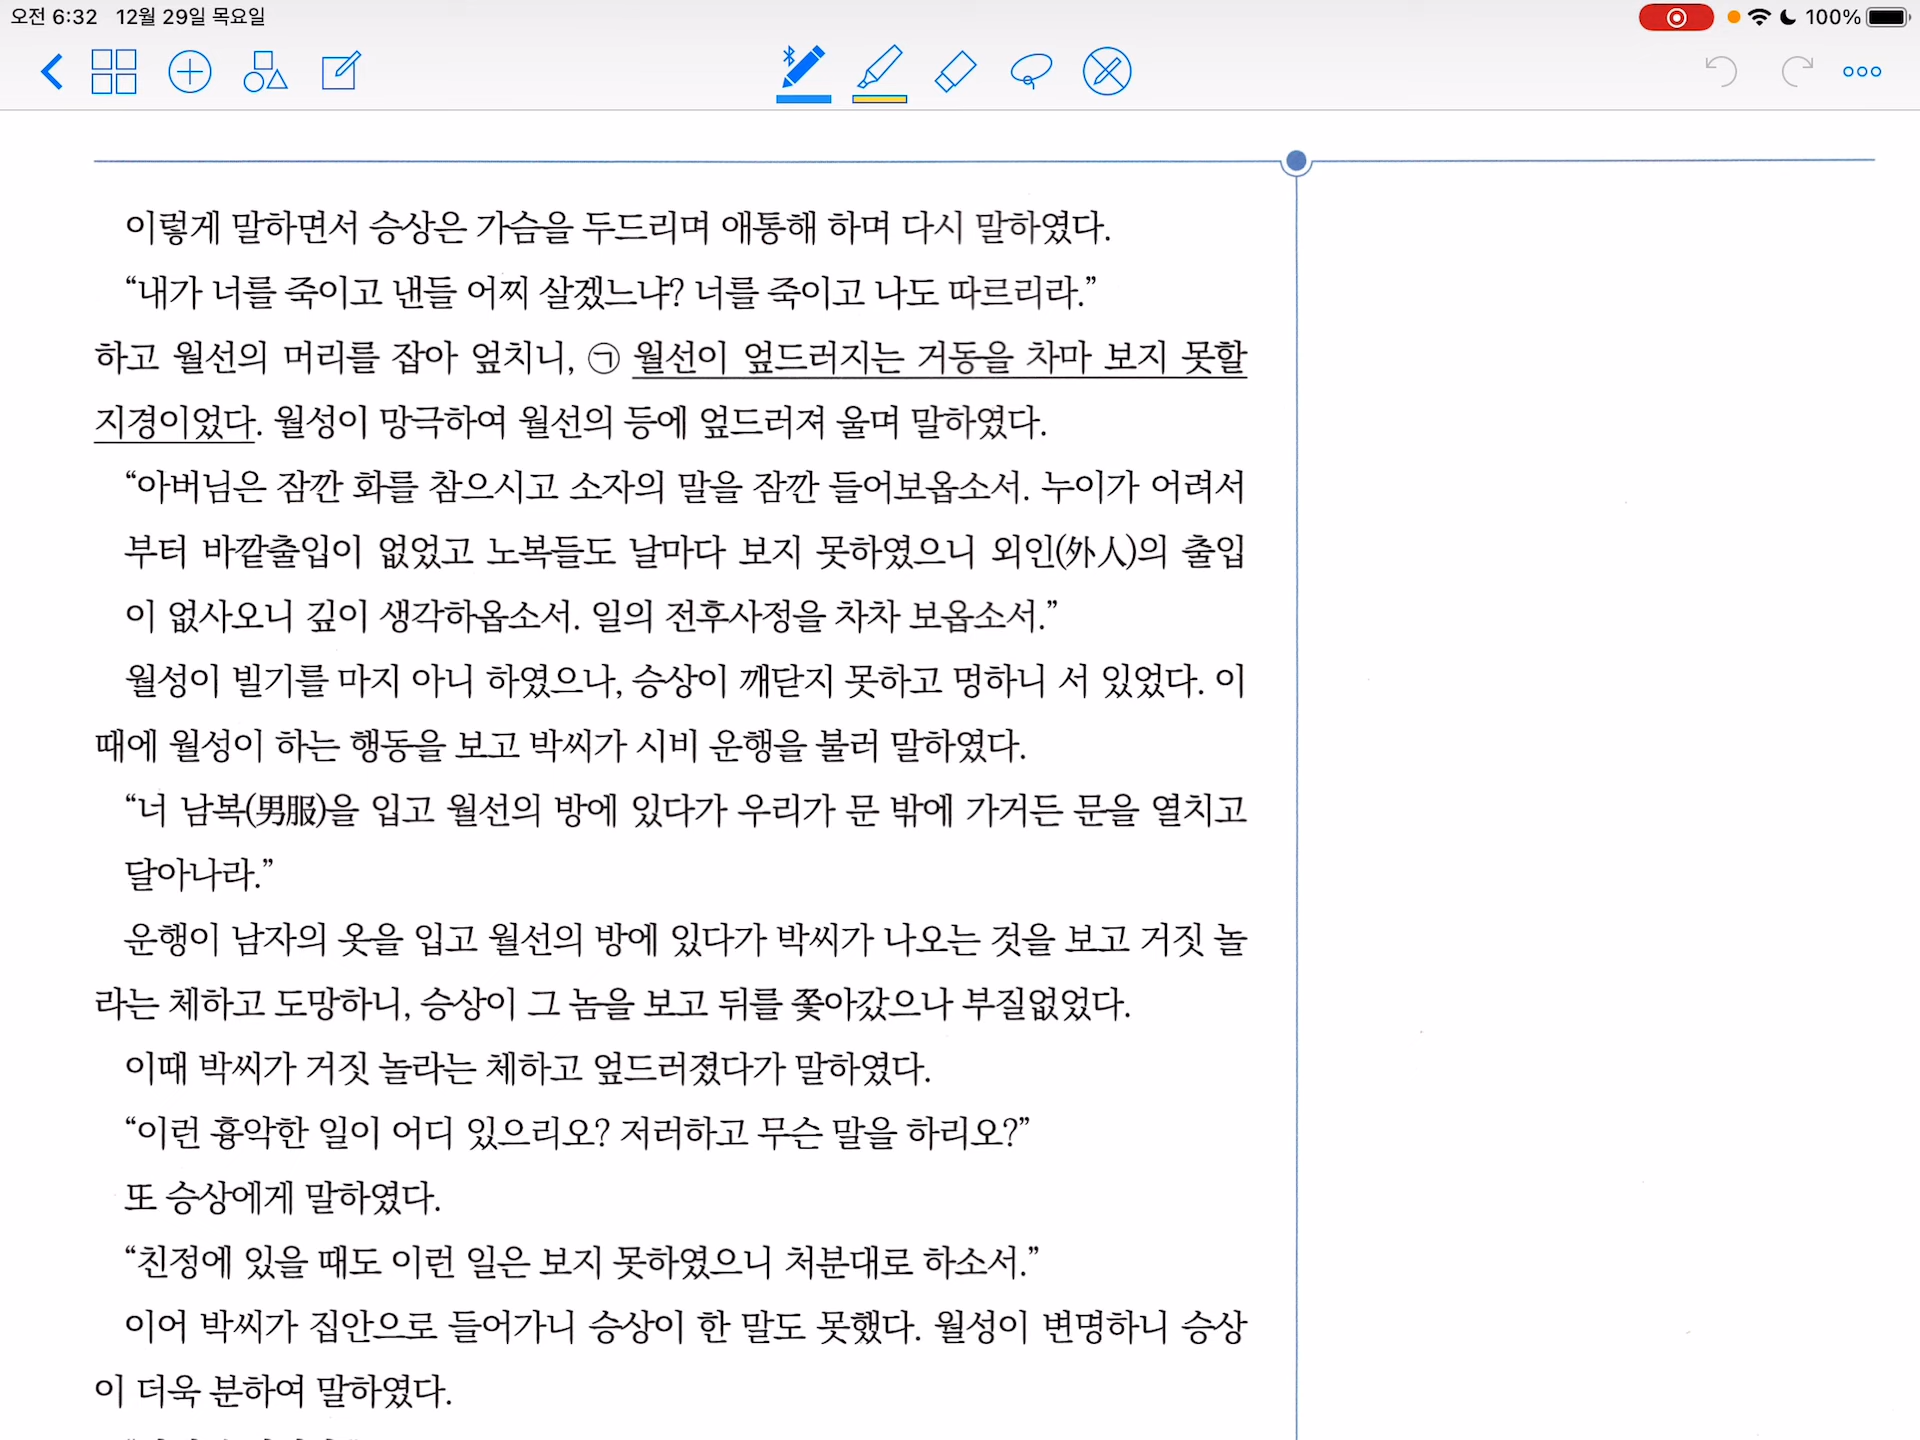 오전 6:32 12월 29일 목요일
100%
이렇게 말하면서 승상은 가슴을 두드리며 애통해 하며 다시 말하였다.
“내가 너를 죽이고 낸들 어찌 살겠느냐? 너를 죽이고 나도 따르리라.”
하고 월선의 머리를 잡아 엎치니, ㉠ 월선이 엎드러지는 거동을 차마 보지 못할
지경이었다. 월성이 망극하여 월선의 등에 엎드러져 울며 말하였다.
“아버님은 잠깐 화를 참으시고 소자의 말을 잠깐 들어보옵소서. 누이가 어려서
부터 바깥출입이 없었고 노복들도 날마다 보지 못하였으니 외인(外人)의 출입
이 없사오니 깊이 생각하옵소서. 일의 전후사정을 차차 보옵소서.”
월성이 빌기를 마지 아니 하였으나, 승상이 깨닫지 못하고 멍하니 서 있었다. 이
때에 월성이 하는 행동을 보고 박씨가 시비 운행을 불러 말하였다.
“너 남복(男服)을 입고 월선의 방에 있다가 우리가 문 밖에 가거든 문을 열치고
달아나라.”
운행이 남자의 옷을 입고 월선의 방에 있다가 박씨가 나오는 것을 보고 거짓 놀
라는 체하고 도망하니, 승상이 그 놈을 보고 뒤를 쫓아갔으나 부질없었다.
이때 박씨가 거짓 놀라는 체하고 엎드러졌다가 말하였다.
“이런 흉악한 일이 어디 있으리오? 저러하고 무슨 말을 하리오?”
또 승상에게 말하였다.
“친정에 있을 때도 이런 일은 보지 못하였으니 처분대로 하소서.”
이어 박씨가 집안으로 들어가니 승상이 한 말도 못했다. 월성이 변명하니 승상
이 더욱 분하여 말하였다.